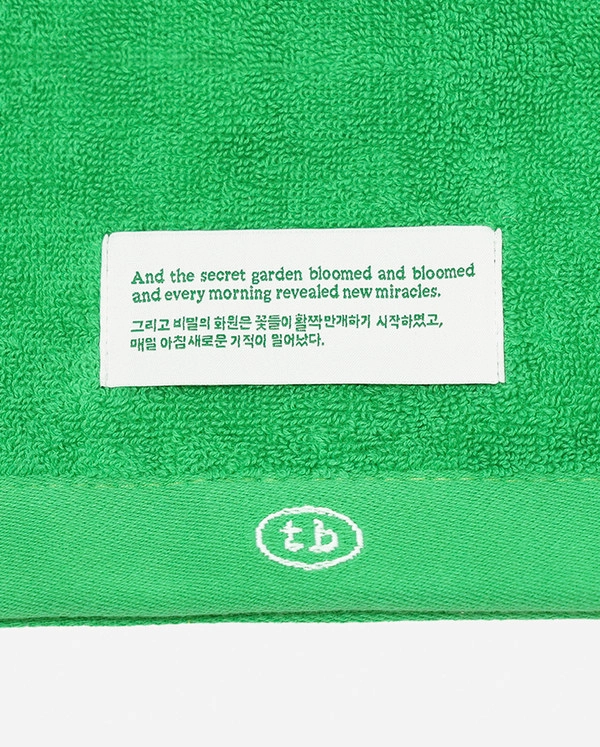 And the secret garden bloomed and bloomed
and every morning revealed new miracles.
그리고 비밀의 화원은 꽃들이 활짝 만개하기 시작하였고,
매일 아침 새로운 기적이 일어났다.
tb